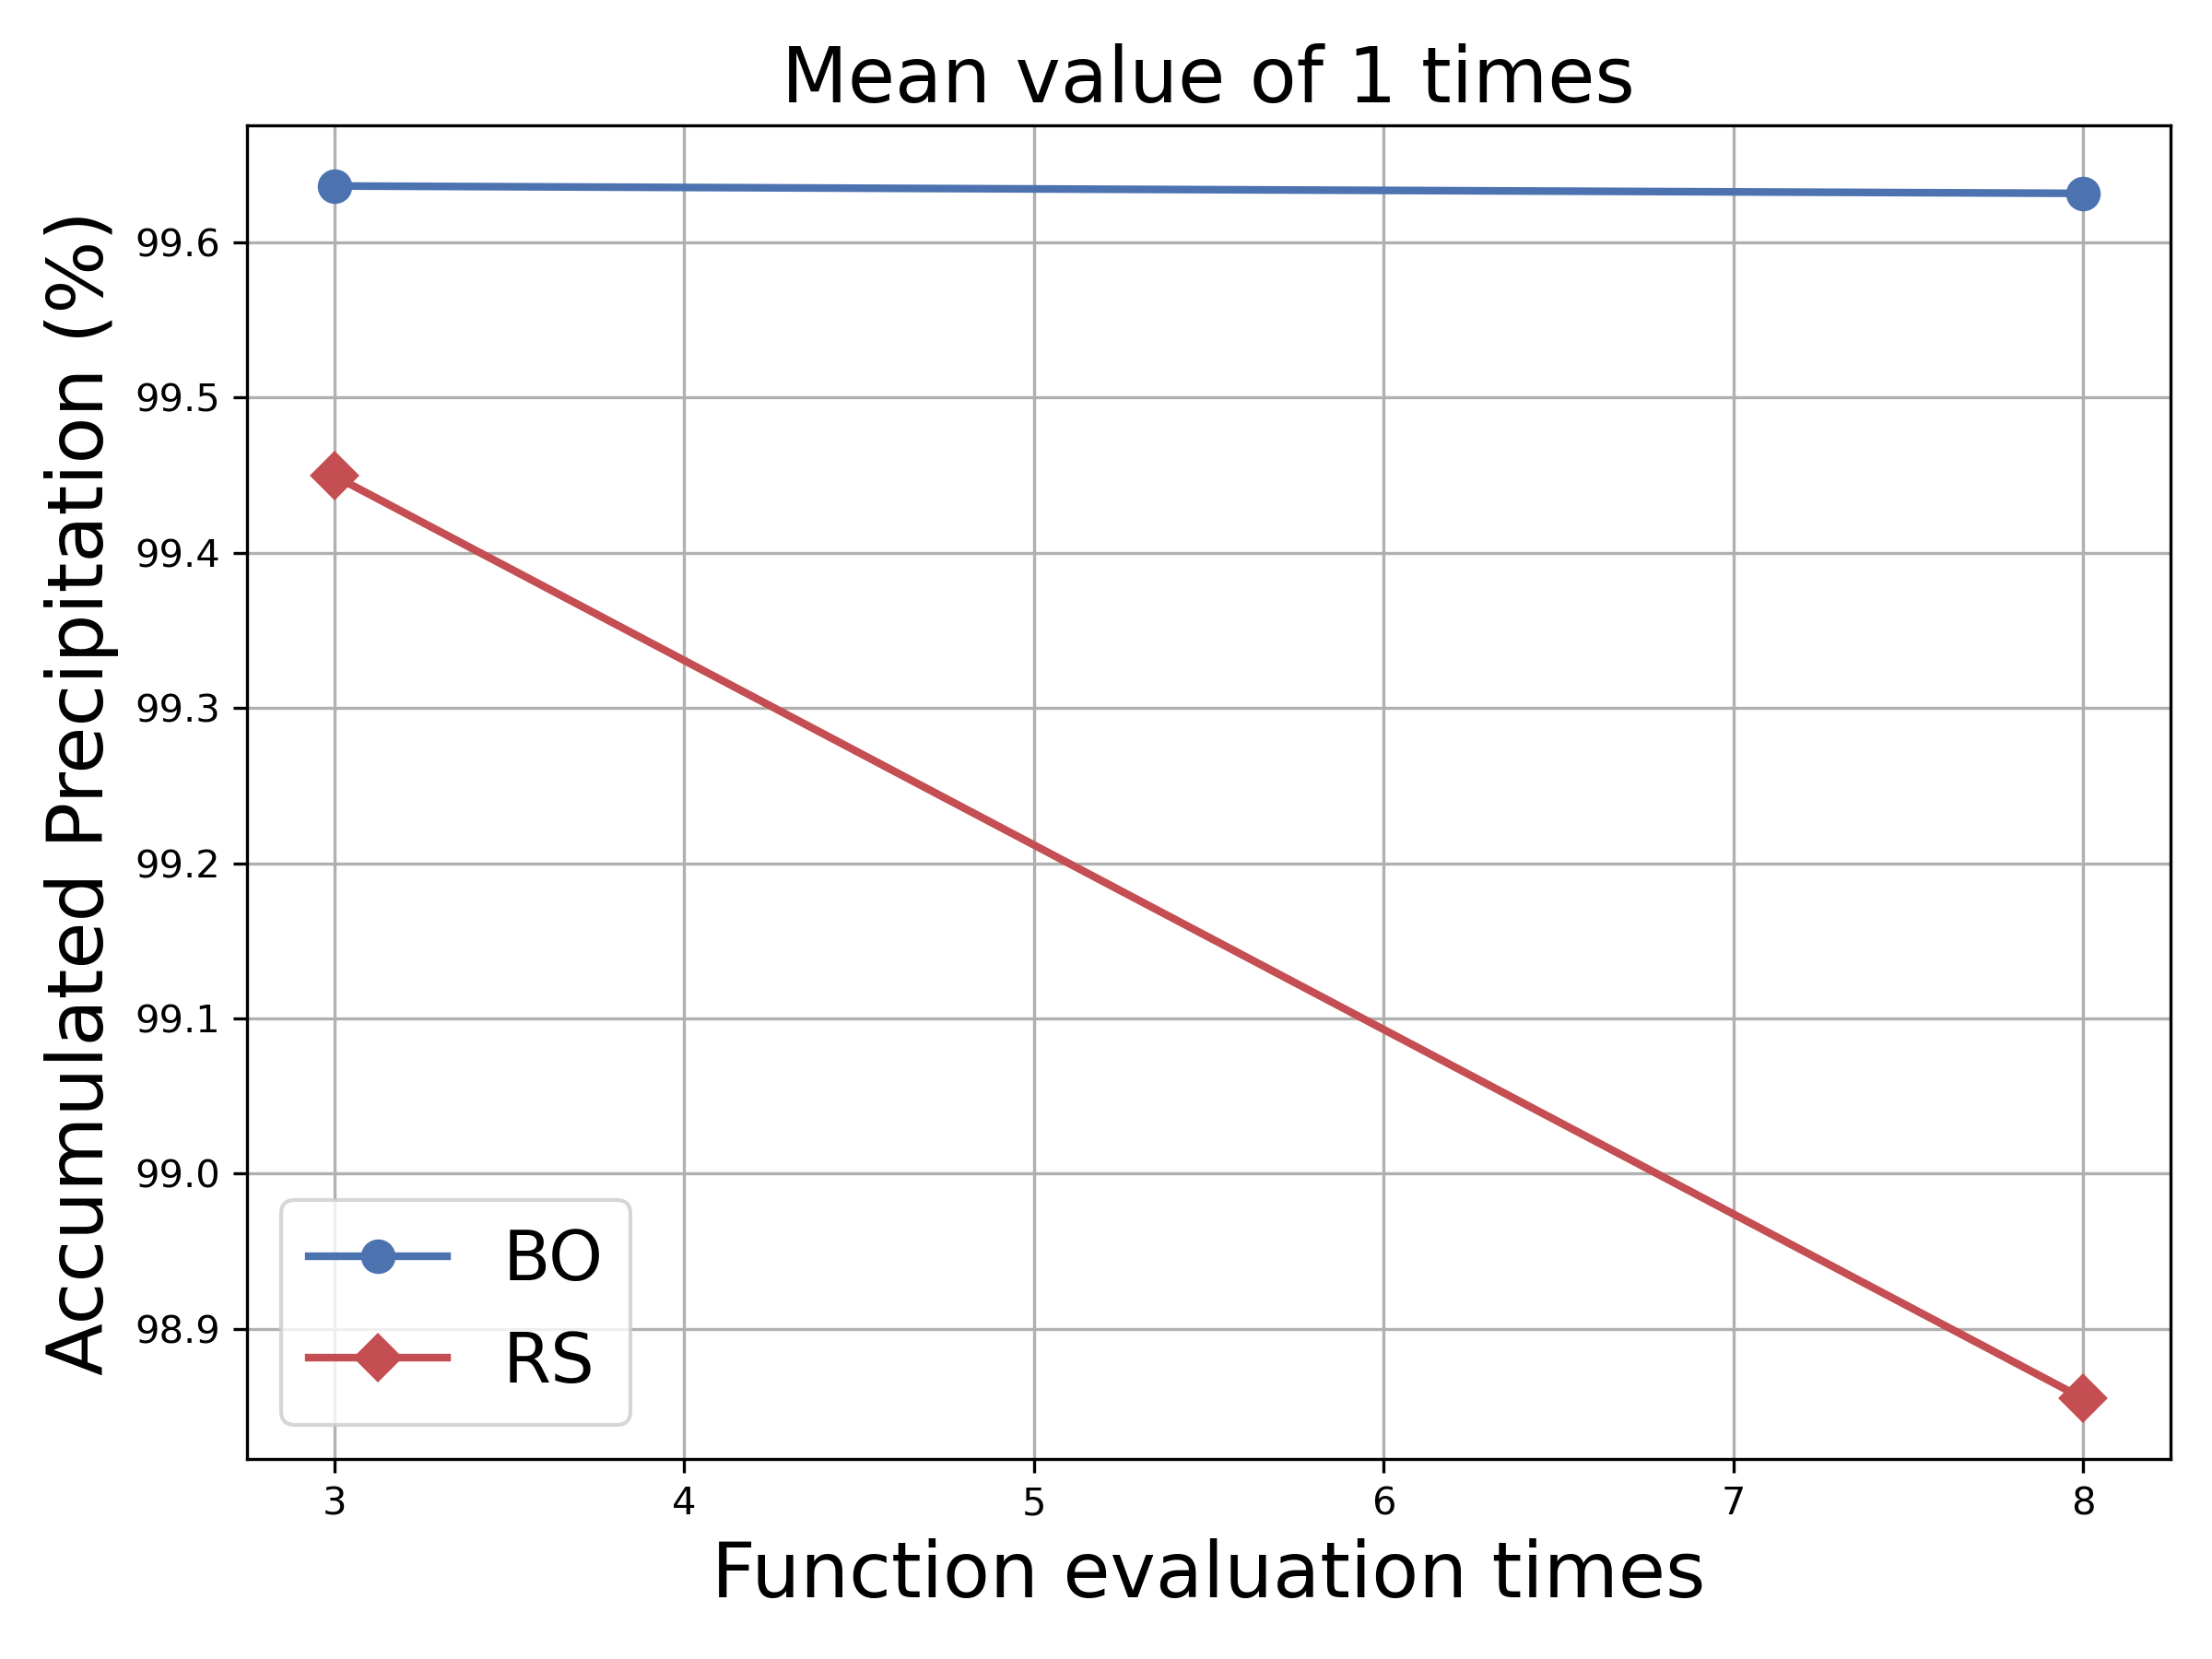 Mean value of 1 times
Accumulated Precipitation (%)
99.6
99.5
99.4
99.3
99.2
99.1
99.0
98.9
BO
RS
3 4 5 6 7 8
Function evaluation times